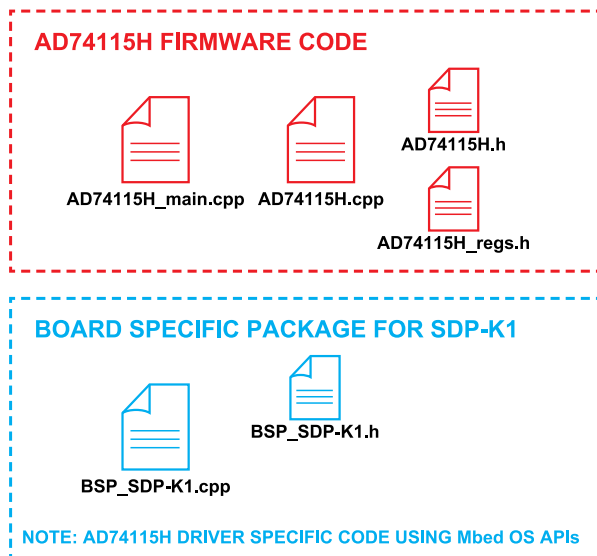 AD74115H FIRMWARE CODE
AD74115H_main.cpp
AD74115H.cpp
AD74115H.h
AD74115H_regs.h
BOARD SPECIFIC PACKAGE FOR SDP-K1
BSP_SDP-K1.cpp
BSP_SDP-K1.h
NOTE: AD74115H DRIVER SPECIFIC CODE USING Mbed OS APIs